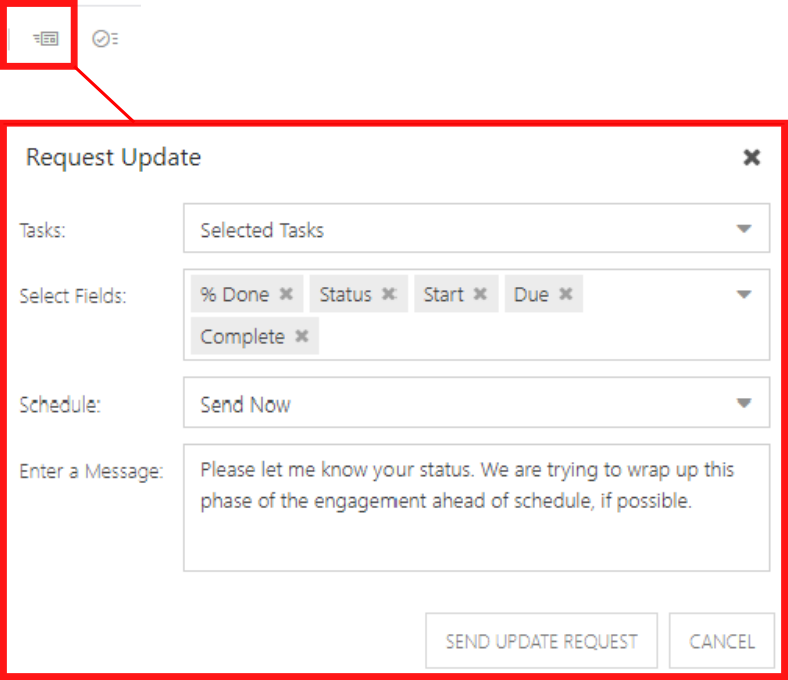 Request Update
Tasks:
Selected Tasks
Select Fields:
% Done
Status
Start
Due
Complete
Schedule:
Send Now
Enter a Message:
Please let me know your status. We are trying to wrap up this
phase of the engagement ahead of schedule, if possible.
SEND UPDATE REQUEST
CANCEL